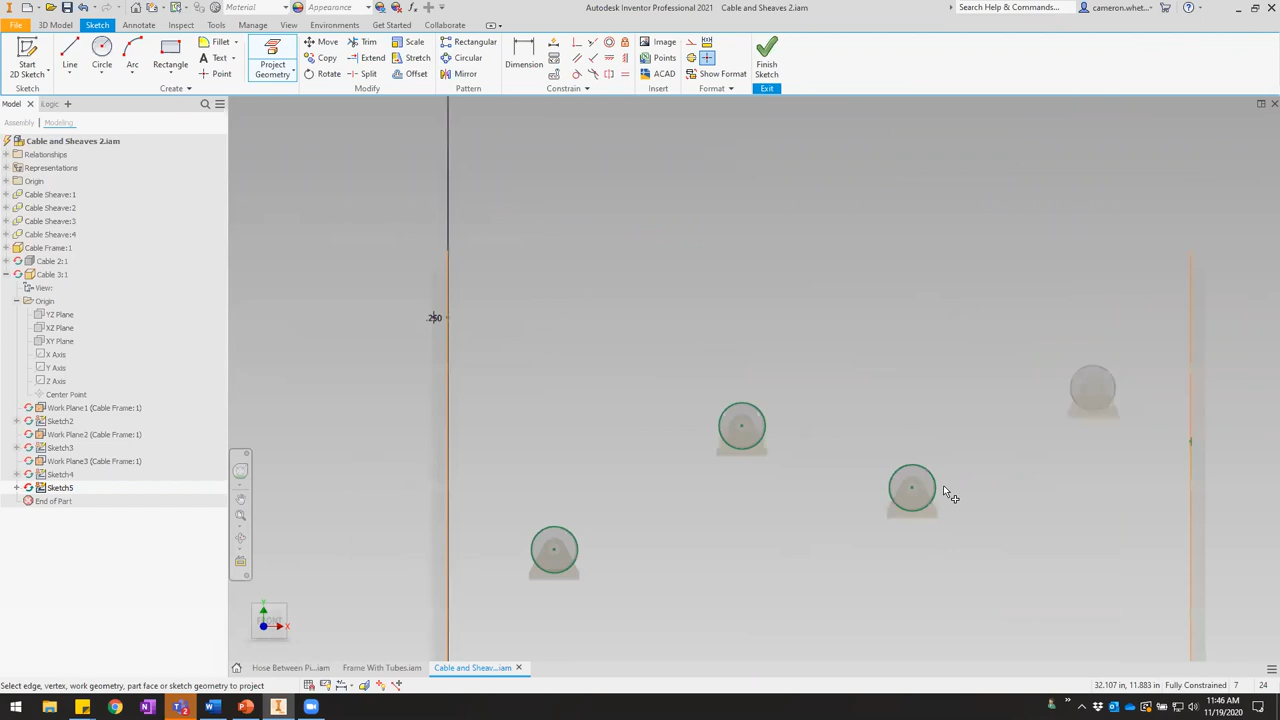 Material
Appearance
Autodesk Inventor Professional 2021 Cable and Sheaves 2.iam
Search Help & Commands...
cameron.whet...
File 3D Model Sketch Annotate Inspect Tools Manage View Environments Get Started Collaborate
Start 2D Sketch
Line Circle Arc Rectangle
Fillet
Text
Point
Project Geometry
Move Trim Scale
Copy Extend Stretch
Rotate Split Offset
Rectangular
Circular
Mirror
Dimension
Image
Points
ACAD
Show Format
Finish Sketch
Sketch Create Modify Pattern Constrain Insert Format Exit
Model iLogic
Assembly Modeling
Cable and Sheaves 2.iam
Relationships
Representations
Origin
Cable Sheave:1
Cable Sheave:2
Cable Sheave:3
Cable Sheave:4
Cable Frame:1
Cable 2:1
Cable 3:1
View:
Origin
YZ Plane
XZ Plane
XY Plane
X Axis
Y Axis
Z Axis
Center Point
Work Plane1 (Cable Frame:1)
Sketch2
Work Plane2 (Cable Frame:1)
Sketch3
Work Plane3 (Cable Frame:1)
Sketch4
Sketch5
End of Part
.250
Y
FRONT
X
Hose Between Pi....iam Frame With Tubes.iam Cable and Sheav....iam
Select edge, vertex, work geometry, part face or sketch geometry to project
32.107 in, 11.883 in Fully Constrained 7 24
11:46 AM
11/19/2020